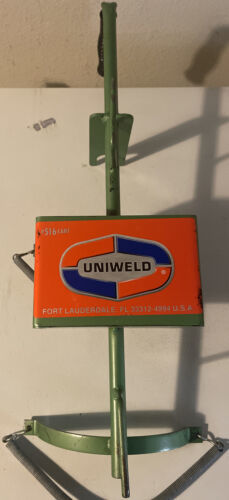 UNIWELD
®
FORT LAUDERDALE, FL 33312-4994 U.S.A.